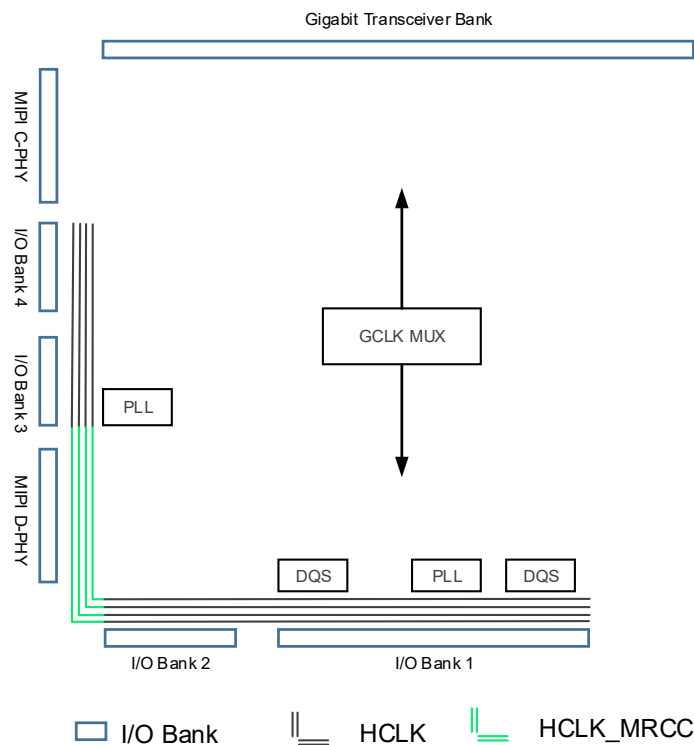 Gigabit Transceiver Bank
MIPI C-PHY
I/O Bank 4
GCLK MUX
I/O Bank 3
PLL
MIPI D-PHY
DQS
PLL
DQS
I/O Bank 2
I/O Bank 1
I/O Bank
HCLK
HCLK_MRCC